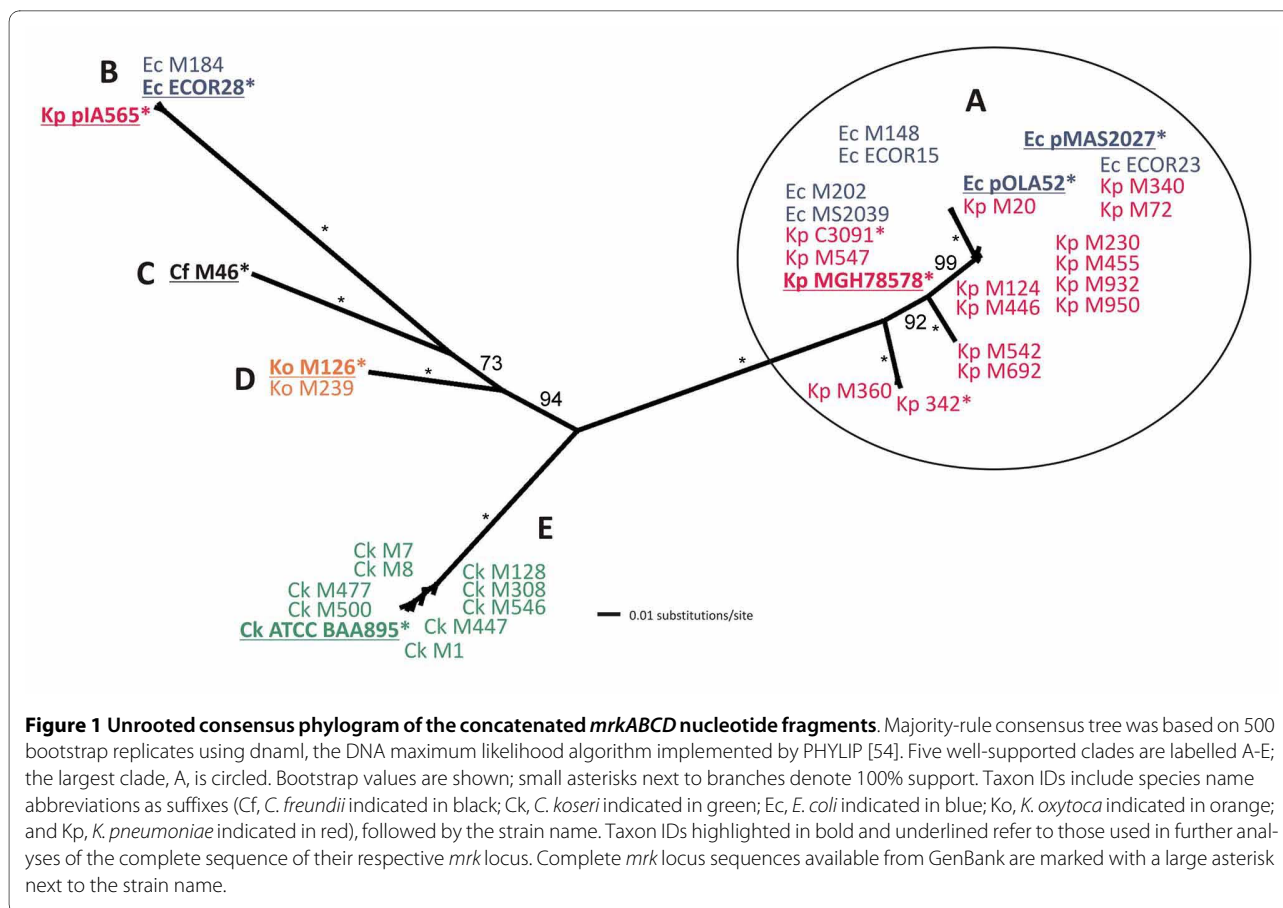 B
Ec M184
Ec ECOR28*
Kp pIA565*
*
C
Cf M46*
*
D
Ko M126*
Ko M239
*
73
94
A
Ec M148
Ec ECOR15
Ec pMAS2027*
Ec ECOR23
Kp M340
Kp M72
Ec pOLA52*
Kp M20
Ec M202
Ec MS2039
Kp C3091*
Kp M547
Kp MGH78578*
*
99
Kp M230
Kp M455
Kp M932
Kp M950
Kp M124
Kp M446
92
*
Kp M542
Kp M692
*
*
Kp M360
Kp 342*
*
E
Ck M7
Ck M8
Ck M477
Ck M500
Ck ATCC BAA895*
Ck M128
Ck M308
Ck M546
Ck M447
Ck M1
0.01 substitutions/site
Figure 1 Unrooted consensus phylogram of the concatenated mrkABCD nucleotide fragments. Majority-rule consensus tree was based on 500
bootstrap replicates using dnaml, the DNA maximum likelihood algorithm implemented by PHYLIP [54]. Five well-supported clades are labelled A-E;
the largest clade, A, is circled. Bootstrap values are shown; small asterisks next to branches denote 100% support. Taxon IDs include species name
abbreviations as suffixes (Cf, C. freundii indicated in black; Ck, C. koseri indicated in green; Ec, E. coli indicated in blue; Ko, K. oxytoca indicated in orange;
and Kp, K. pneumoniae indicated in red), followed by the strain name. Taxon IDs highlighted in bold and underlined refer to those used in further anal-
yses of the complete sequence of their respective mrk locus. Complete mrk locus sequences available from GenBank are marked with a large asterisk
next to the strain name.